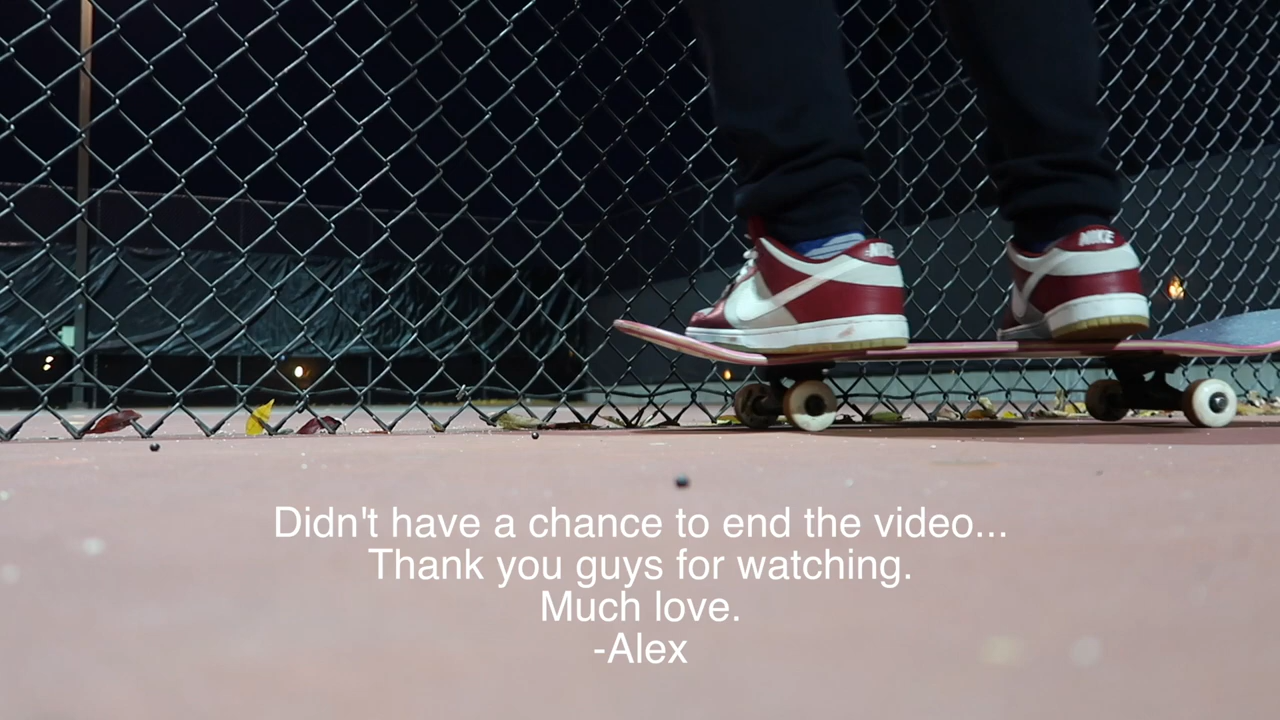 NIKE
NIKE
Didn't have a chance to end the video...
Thank you guys for watching.
Much love.
-Alex